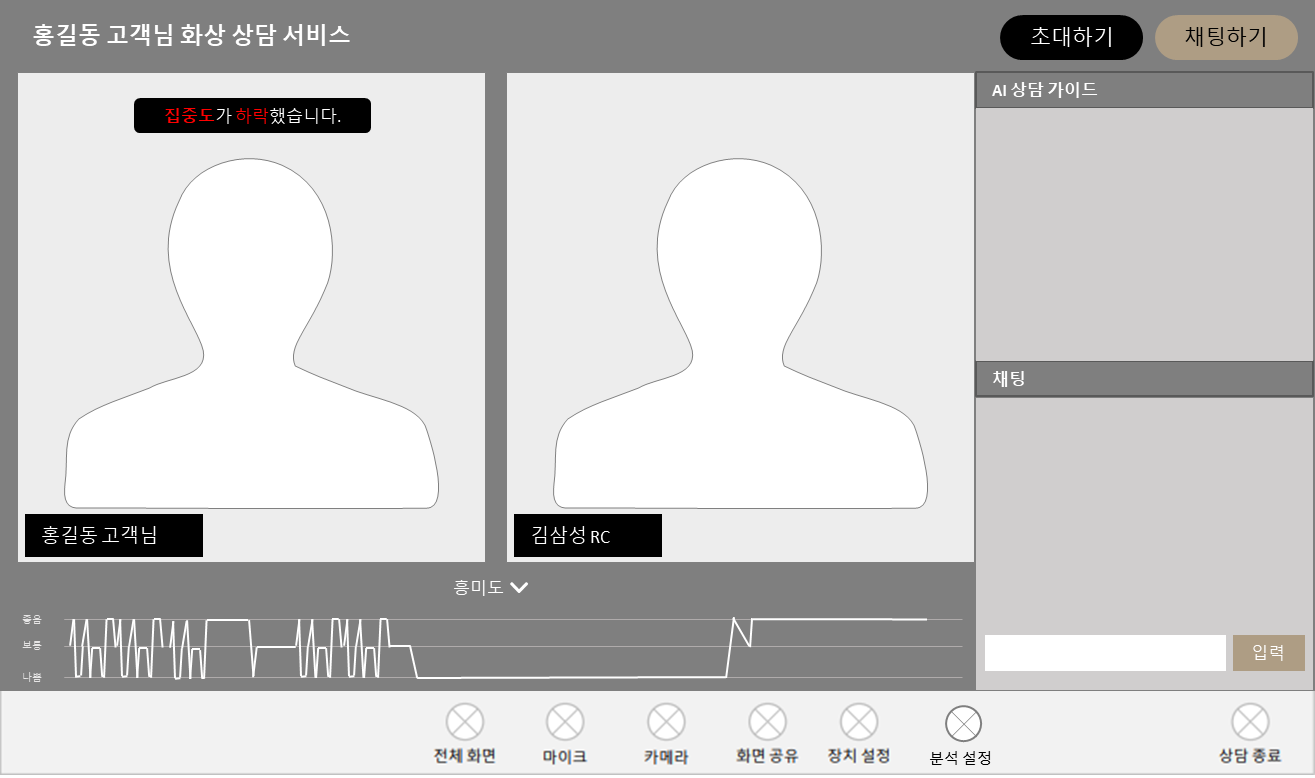 홍길동 고객님 화상 상담 서비스
초대하기
채팅하기
집중도가 하락했습니다.
AI 상담 가이드
채팅
홍길동 고객님
김삼성 RC
흥미도
좋음
보통
나쁨
입력
전체 화면
마이크
카메라
화면 공유
장치 설정
분석 설정
상담 종료